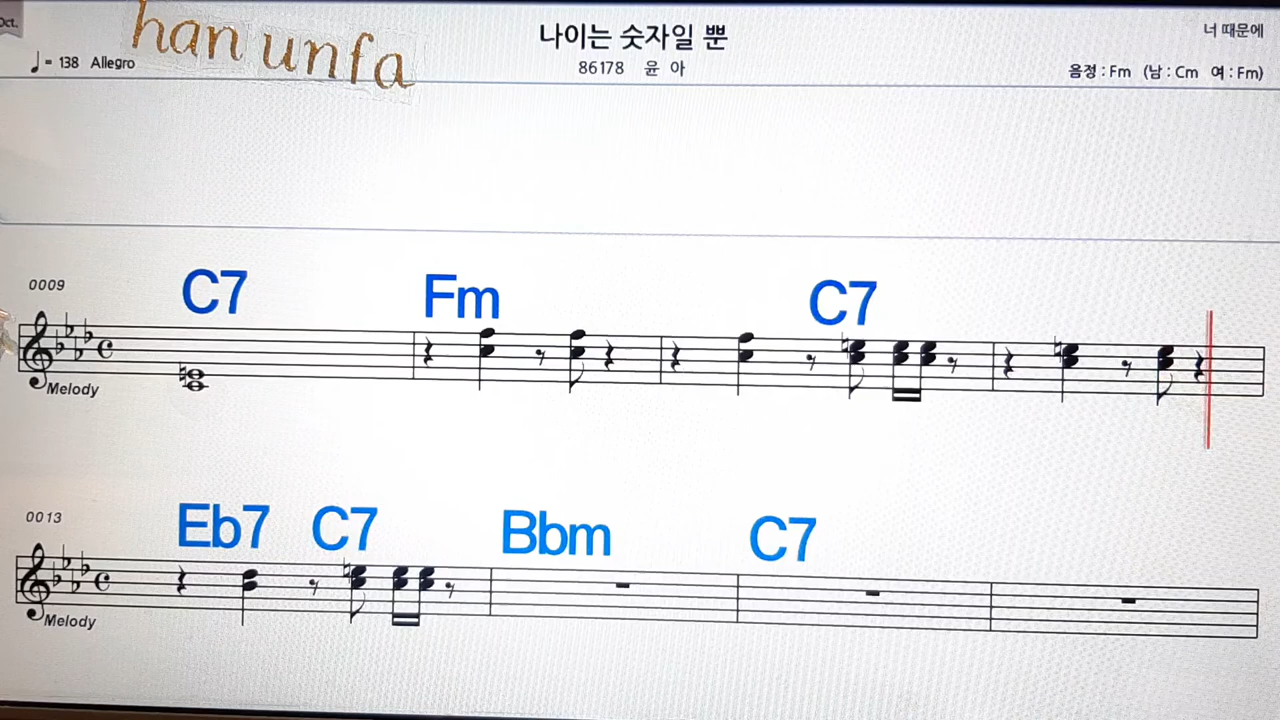 Oct.
han unfa
나이는 숫자일 뿐
너 때문에
♩= 138 Allegro
86178 윤 아
음정 : Fm (남 : Cm 여 : Fm)
0009
C7 Fm C7
Melody
0013
Eb7 C7 Bbm C7
Melody